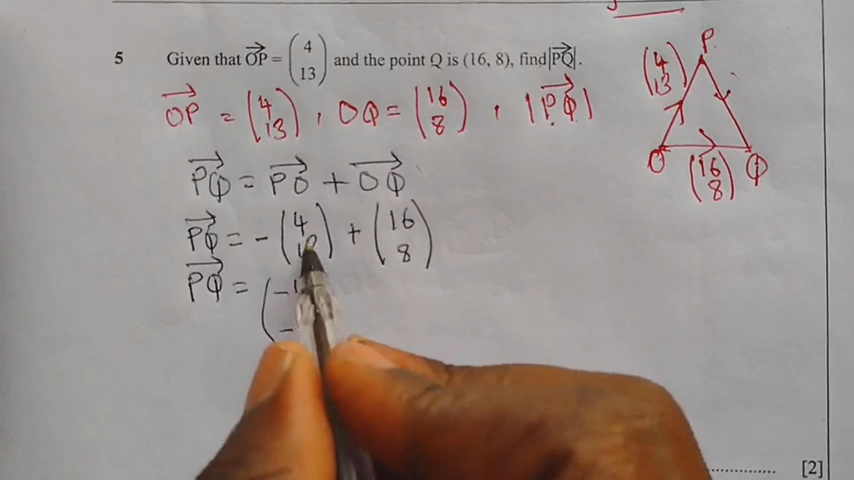 5 Given that OP = (4 13) and the point Q is (16, 8), find |PQ|.
OP = (4 13), OQ = (16 8), |PQ|
PQ = PO + OQ
PQ = - (4 1 ) + (16 8)
PQ = (-
-
P
(4 13)
O
Q
(16 8)
[2]